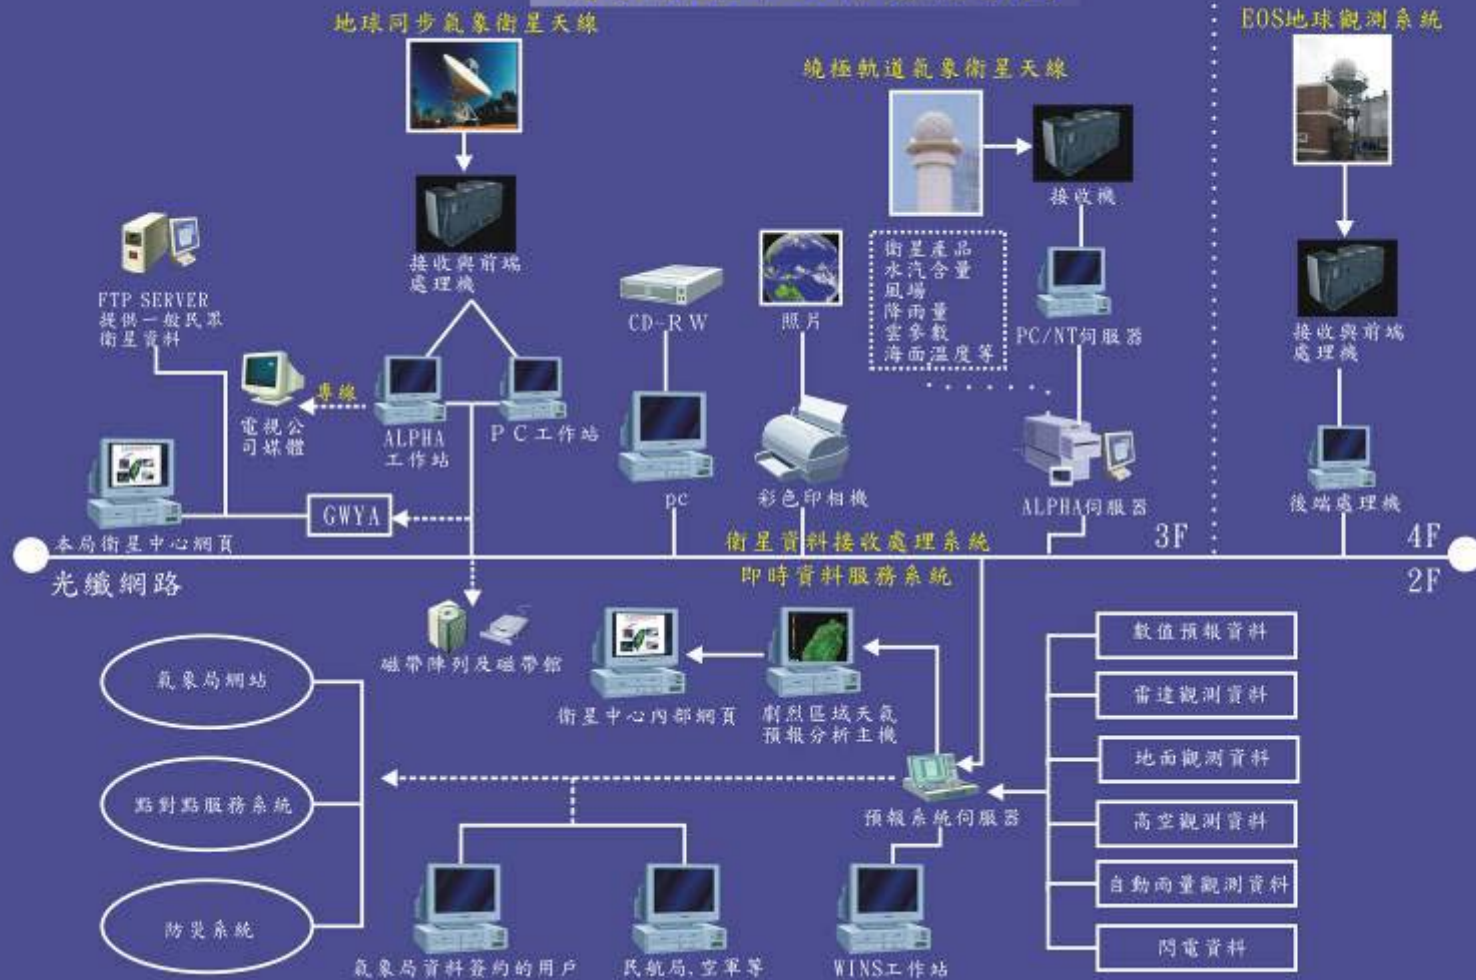 地球同步氣象衛星天線
EOS地球觀測系統
繞極軌道氣象衛星天線
接收機
接收與前端
處理機
FTP SERVER
提供一般民眾
衛星資料
CD-RW
照片
衛星產品
水汽含量
風場
降雨量
雲參數
海面溫度等
PC/NT伺服器
接收與前端
處理機
專線
電視公
司媒體
ALPHA
工作站
PC工作站
pc
彩色印相機
ALPHA伺服器
後端處理機
GWYA
本局衛星中心網頁
衛星資料接收處理系統
3F
4F
光纖網路
即時資料服務系統
2F
磁帶陣列及磁帶館
衛星中心內部網頁
劇烈區域天氣
預報分析主機
數值預報資料
雷達觀測資料
地面觀測資料
高空觀測資料
自動雨量觀測資料
閃電資料
氣象局網站
點對點服務系統
防災系統
預報系統伺服器
氣象局資料簽約的用戶
民航局、空軍等
WINS工作站